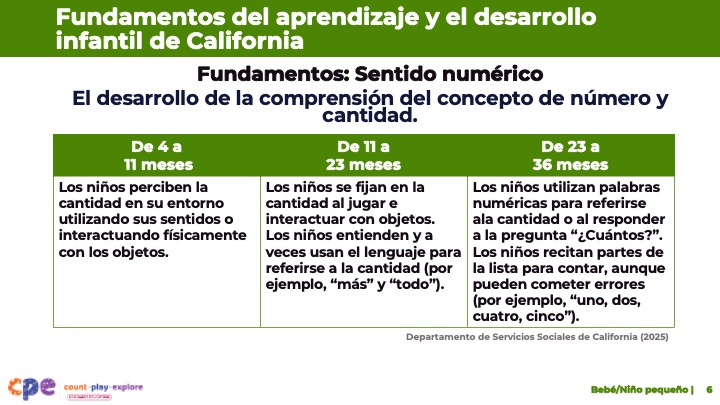 Fundamentos del aprendizaje y el desarrollo
infantil de California
Fundamentos: Sentido numérico
El desarrollo de la comprensión del concepto de número y
cantidad.
De 4 a
11 meses
De 11 a
23 meses
De 23 a
36 meses
Los niños perciben la
cantidad en su entorno
utilizando sus sentidos o
interactuando físicamente
con los objetos.
Los niños se fijan en la
cantidad al jugar e
interactuar con objetos.
Los niños entienden y a
veces usan el lenguaje para
referirse a la cantidad (por
ejemplo, “más” y “todo”).
Los niños utilizan palabras
numéricas para referirse
ala cantidad o al responder
a la pregunta “¿Cuántos?”.
Los niños recitan partes de
la lista para contar, aunque
pueden cometer errores
(por ejemplo, “uno, dos,
cuatro, cinco”).
Departamento de Servicios Sociales de California (2025)
cpe count·play·explore
Bebé/Niño pequeño | 6